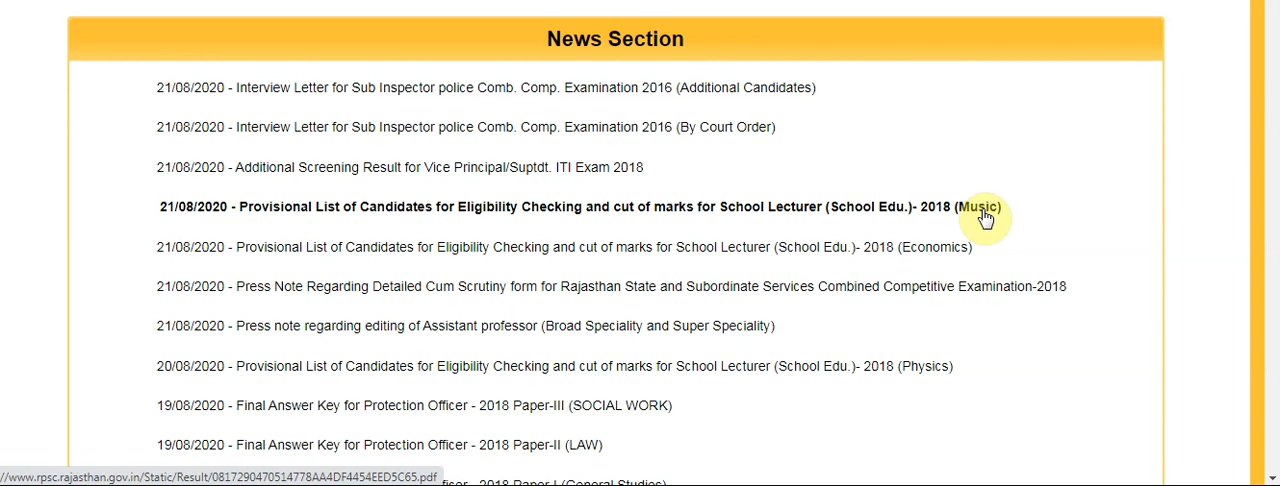 News Section
21/08/2020 - Interview Letter for Sub Inspector police Comb. Comp. Examination 2016 (Additional Candidates)
21/08/2020 - Interview Letter for Sub Inspector police Comb. Comp. Examination 2016 (By Court Order)
21/08/2020 - Additional Screening Result for Vice Principal/Suptdt. ITI Exam 2018
21/08/2020 - Provisional List of Candidates for Eligibility Checking and cut of marks for School Lecturer (School Edu.)- 2018 (Music)
21/08/2020 - Provisional List of Candidates for Eligibility Checking and cut of marks for School Lecturer (School Edu.)- 2018 (Economics)
21/08/2020 - Press Note Regarding Detailed Cum Scrutiny form for Rajasthan State and Subordinate Services Combined Competitive Examination-2018
21/08/2020 - Press note regarding editing of Assistant professor (Broad Speciality and Super Speciality)
20/08/2020 - Provisional List of Candidates for Eligibility Checking and cut of marks for School Lecturer (School Edu.)- 2018 (Physics)
19/08/2020 - Final Answer Key for Protection Officer - 2018 Paper-III (SOCIAL WORK)
19/08/2020 - Final Answer Key for Protection Officer - 2018 Paper-II (LAW)
//www.rpsc.rajasthan.gov.in/Static/Result/0817290470514778AA4DF4454EED5C65.pdf
- 2018 Paper-I (General Studies)